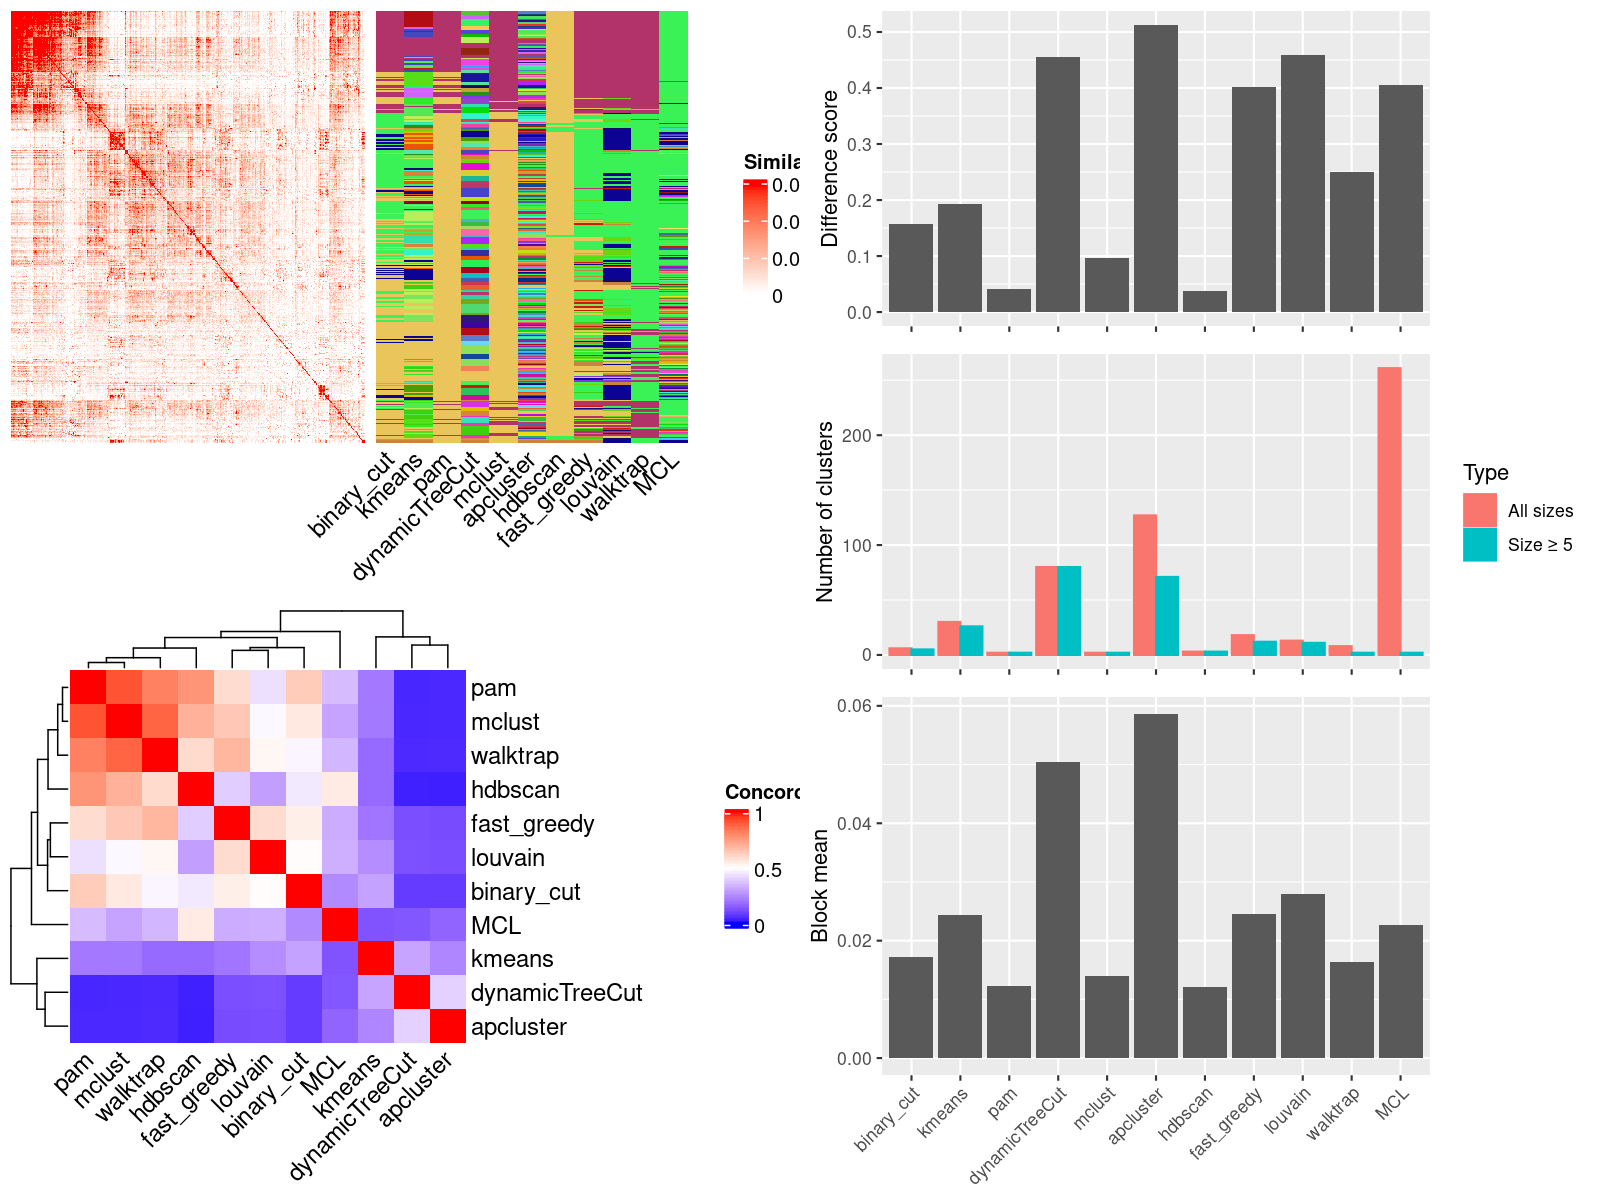 Simila
0.0
0.0
0.0
0
binary_cut
kmeans
pam
dynamicTreeCut
mclust
apcluster
hdbscan
fast_greedy
louvain
walktrap
MCL
pam
mclust
walktrap
hdbscan
fast_greedy
louvain
binary_cut
MCL
kmeans
dynamicTreeCut
apcluster
pam
mclust
walktrap
hdbscan
fast_greedy
louvain
binary_cut
MCL
kmeans
dynamicTreeCut
apcluster
Concord
1
0.5
0
Difference score
0.5
0.4
0.3
0.2
0.1
0.0
Number of clusters
200
100
0
Type
All sizes
Size ≥ 5
Block mean
0.06
0.04
0.02
0.00
binary_cut
kmeans
pam
dynamicTreeCut
mclust
apcluster
hdbscan
fast_greedy
louvain
walktrap
MCL